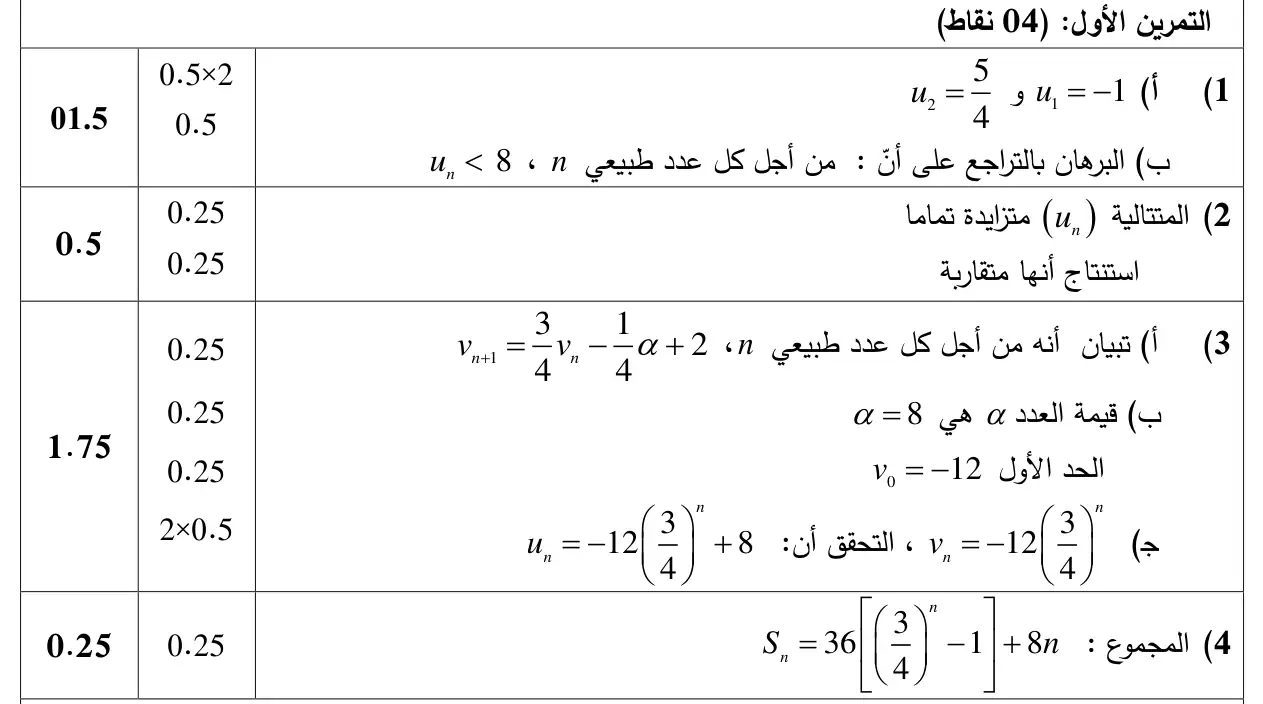 التمرين الأول: (04 نقاط)
1) أ) u₁ = −1 و u₂ = 5/4
0.5×2
ب) البرهان بالتراجع على أنّ : من أجل كل عدد طبيعي n ، uₙ < 8
0.5
01.5
2) المتتالية (uₙ) متزايدة تماما
0.25
استنتاج أنها متقاربة
0.25
0.5
3) أ) تبيان أنه من أجل كل عدد طبيعي n، vₙ₊₁ = 3/4 vₙ − 1/4 α + 2
0.25
ب) قيمة العدد α هي α = 8
0.25
الحد الأول v₀ = −12
0.25
ج) vₙ = −12(3/4)ⁿ ، التحقق أن: uₙ = −12(3/4)ⁿ + 8
2×0.5
1.75
4) المجموع : Sₙ = 36[(3/4)ⁿ − 1] + 8n
0.25
0.25